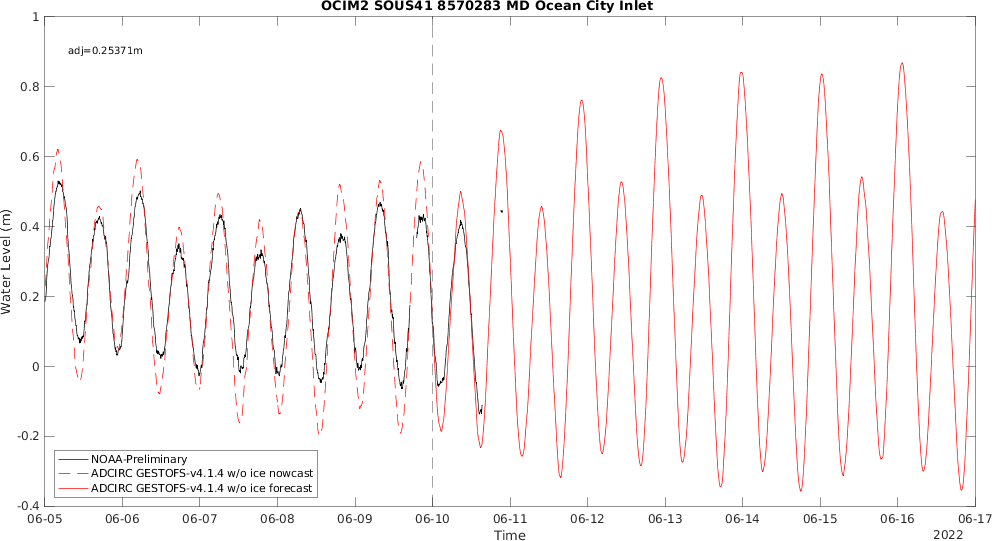 OCIM2 SOUS41 8570283 MD Ocean City Inlet
adj=0.25371m
1
0.8
0.6
0.4
0.2
0
-0.2
-0.4
Water Level (m)
NOAA-Preliminary
ADCIRC GESTOFS-v4.1.4 w/o ice nowcast
ADCIRC GESTOFS-v4.1.4 w/o ice forecast
06-05 06-06 06-07 06-08 06-09 06-10 06-11 06-12 06-13 06-14 06-15 06-16 06-17
Time
2022